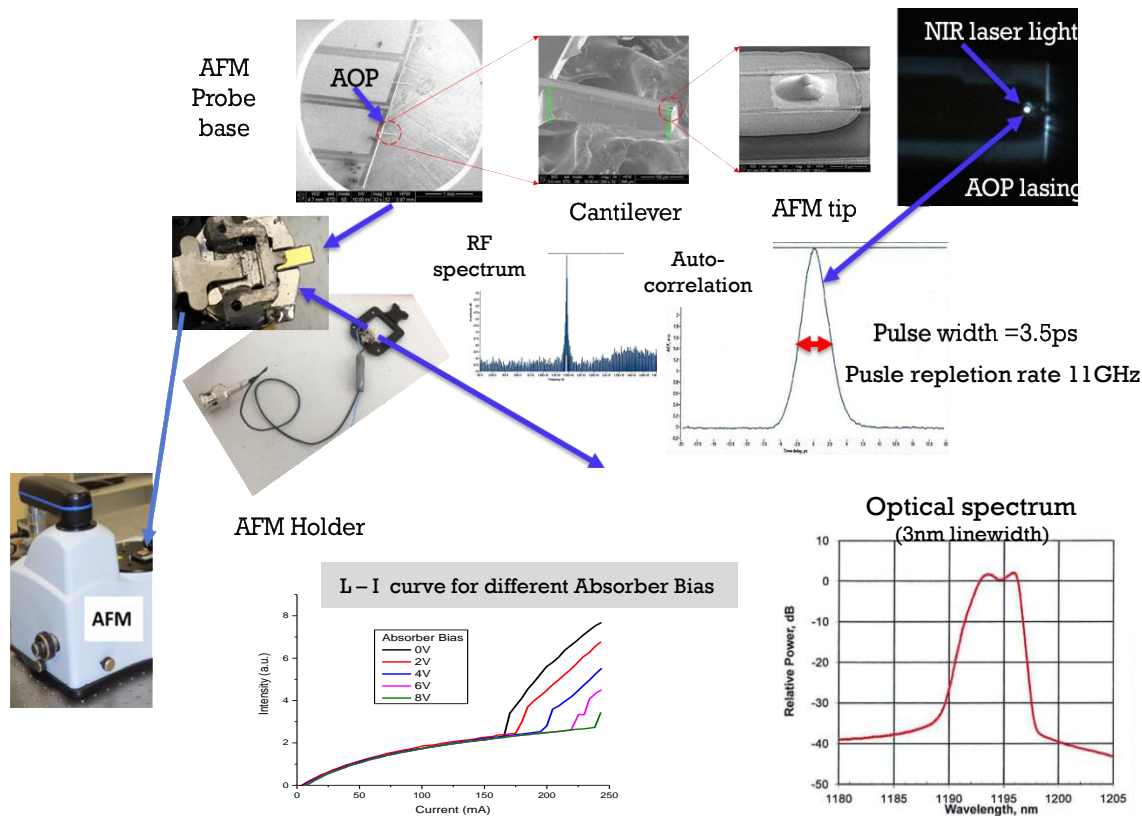 AFM
Probe
base
AOP
NIR laser light
AOP lasing
Cantilever
AFM tip
RF
spectrum
Auto-
correlation
Pulse width =3.5ps
Pusle repletion rate 11GHz
Time delay, ps
AFM Holder
AFM
L – I curve for different Absorber Bias
Absorber Bias
0V
2V
4V
6V
8V
Intensity (a.u.)
8
6
4
2
0
0 50 100 150 200 250
Current (mA)
Optical spectrum
(3nm linewidth)
Relative Power, dB
10
0
-10
-20
-30
-40
-50
1180 1185 1190 1195 1200 1205
Wavelength, nm